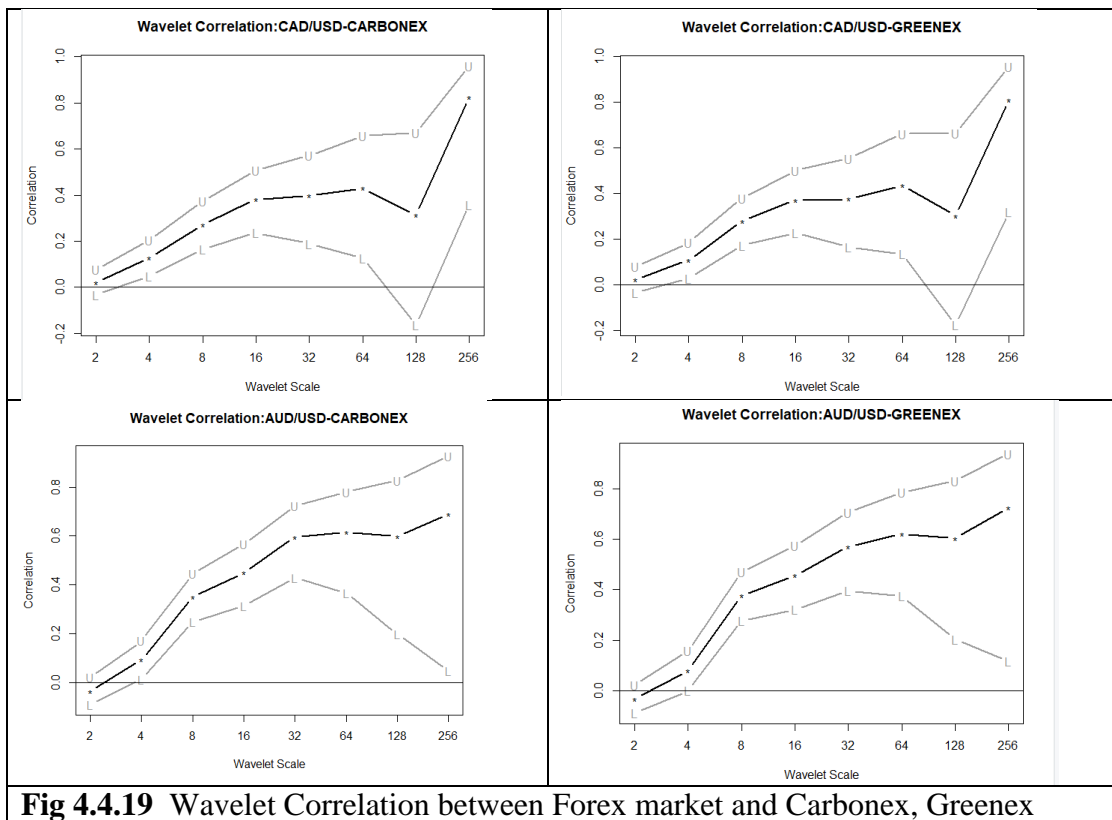 Wavelet Correlation:CAD/USD-CARBONEX
Correlation
1.0
0.8
0.6
0.4
0.2
0.0
-0.2
U U U U U U U U
* * * * * * * *
L L L L L L L L
2 4 8 16 32 64 128 256
Wavelet Scale
Wavelet Correlation:CAD/USD-GREENEX
Correlation
1.0
0.8
0.6
0.4
0.2
0.0
-0.2
U U U U U U U U
* * * * * * * *
L L L L L L L L
2 4 8 16 32 64 128 256
Wavelet Scale
Wavelet Correlation:AUD/USD-CARBONEX
Correlation
0.8
0.6
0.4
0.2
0.0
U U U U U U U U
* * * * * * * *
L L L L L L L L
2 4 8 16 32 64 128 256
Wavelet Scale
Wavelet Correlation:AUD/USD-GREENEX
Correlation
0.8
0.6
0.4
0.2
0.0
U U U U U U U U
* * * * * * * *
L L L L L L L L
2 4 8 16 32 64 128 256
Wavelet Scale
Fig 4.4.19 Wavelet Correlation between Forex market and Carbonex, Greenex